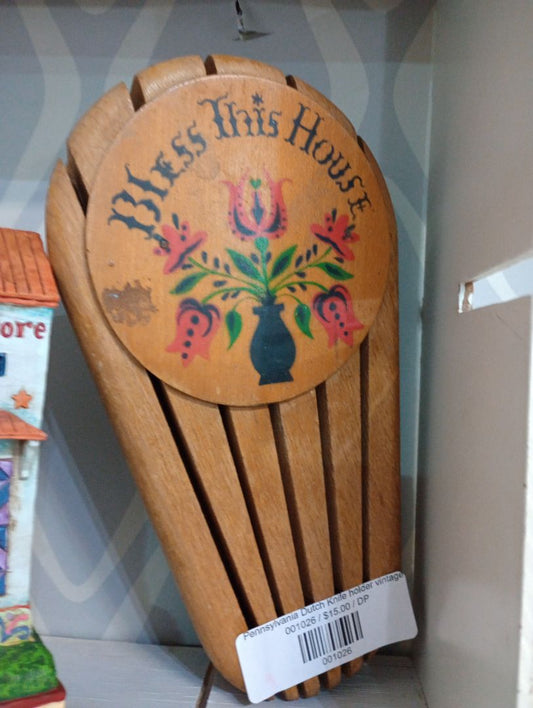 Bless This House
ore
Pennsylvania Dutch Knife holder vintage
001026 / $15.00 / DP
001026